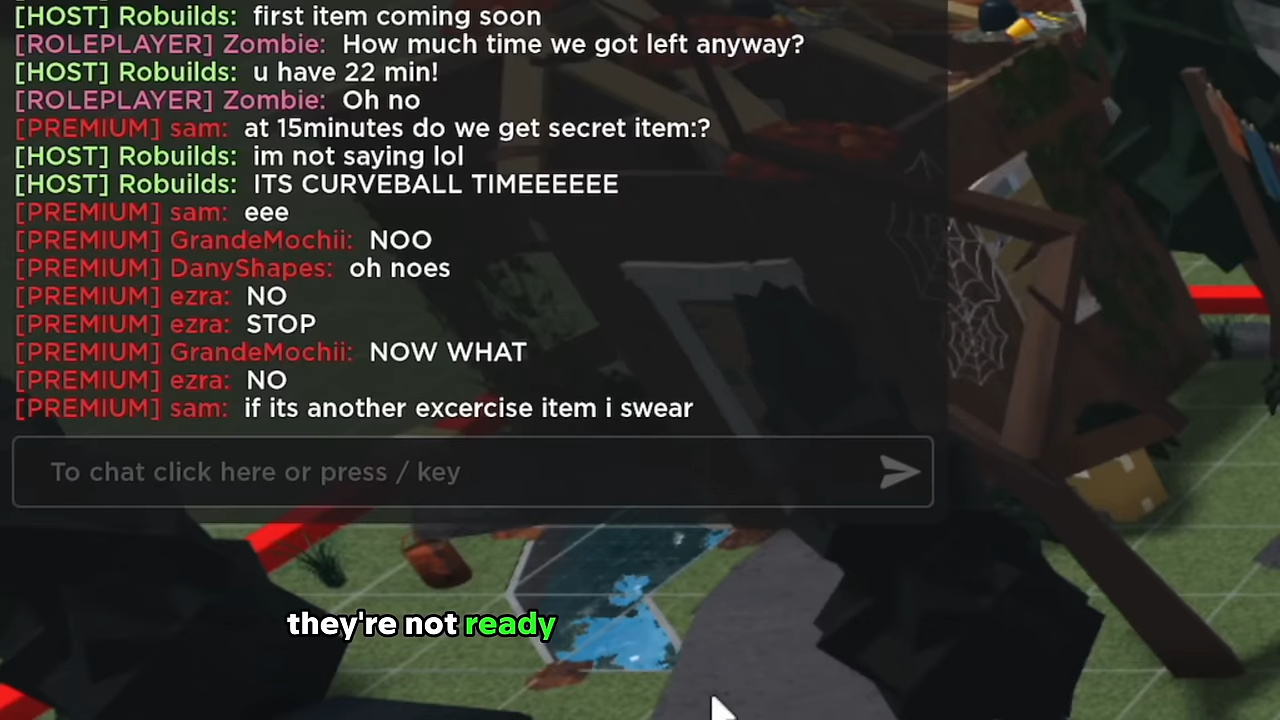 [HOST] Robuilds: first item coming soon
[ROLEPLAYER] Zombie: How much time we got left anyway?
[HOST] Robuilds: u have 22 min!
[ROLEPLAYER] Zombie: Oh no
[PREMIUM] sam: at 15minutes do we get secret item:?
[HOST] Robuilds: im not saying lol
[HOST] Robuilds: ITS CURVEBALL TIMEEEEEE
[PREMIUM] sam: eee
[PREMIUM] GrandeMochii: NOO
[PREMIUM] DanyShapes: oh noes
[PREMIUM] ezra: NO
[PREMIUM] ezra: STOP
[PREMIUM] GrandeMochii: NOW WHAT
[PREMIUM] ezra: NO
[PREMIUM] sam: if its another excercise item i swear
To chat click here or press / key
they're not ready